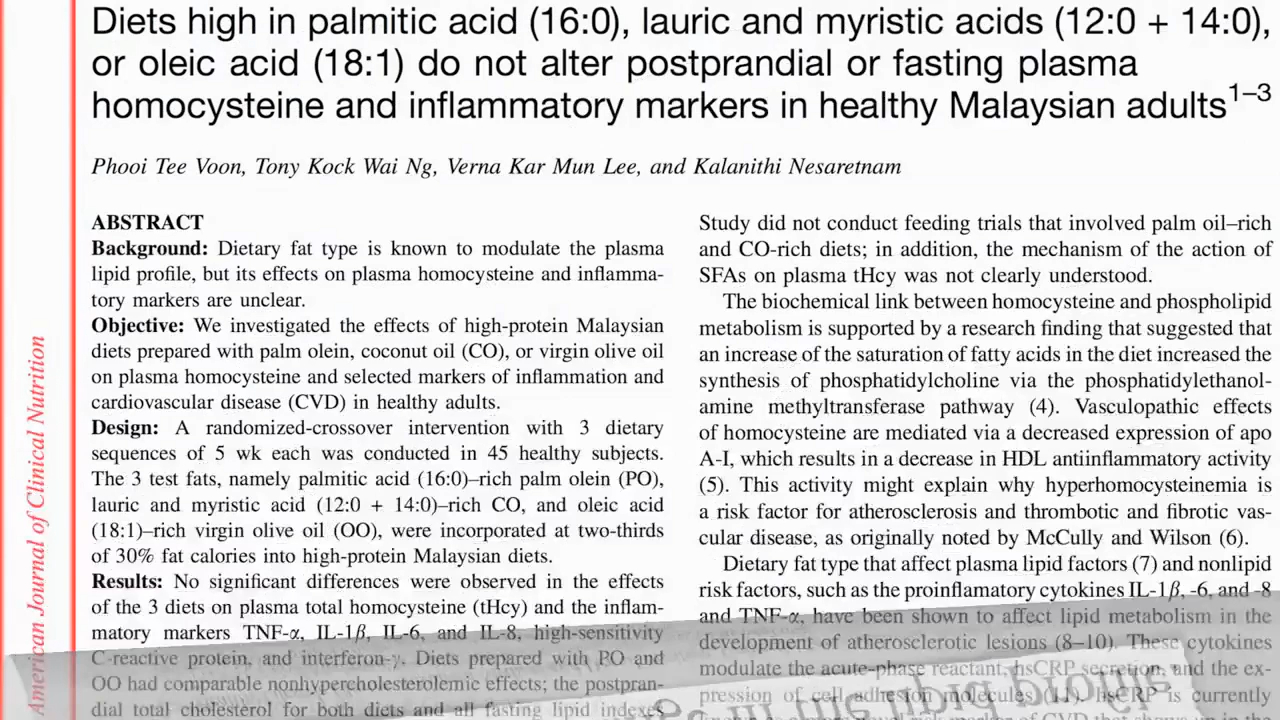 Diets high in palmitic acid (16:0), lauric and myristic acids (12:0 + 14:0),
or oleic acid (18:1) do not alter postprandial or fasting plasma
homocysteine and inflammatory markers in healthy Malaysian adults1–3
Phooi Tee Voon, Tony Kock Wai Ng, Verna Kar Mun Lee, and Kalanithi Nesaretnam
American Journal of Clinical Nutrition
ABSTRACT
Background: Dietary fat type is known to modulate the plasma
lipid profile, but its effects on plasma homocysteine and inflamma-
tory markers are unclear.
Objective: We investigated the effects of high-protein Malaysian
diets prepared with palm olein, coconut oil (CO), or virgin olive oil
on plasma homocysteine and selected markers of inflammation and
cardiovascular disease (CVD) in healthy adults.
Design: A randomized-crossover intervention with 3 dietary
sequences of 5 wk each was conducted in 45 healthy subjects.
The 3 test fats, namely palmitic acid (16:0)–rich palm olein (PO),
lauric and myristic acid (12:0 + 14:0)–rich CO, and oleic acid
(18:1)–rich virgin olive oil (OO), were incorporated at two-thirds
of 30% fat calories into high-protein Malaysian diets.
Results: No significant differences were observed in the effects
of the 3 diets on plasma total homocysteine (tHcy) and the inflam-
matory markers TNF-α, IL-1β, IL-6, and IL-8, high-sensitivity
C-reactive protein, and interferon-γ. Diets prepared with PO and
OO had comparable nonhypercholesterolemic effects; the postpran-
dial total cholesterol for both diets and all fasting lipid indexes
Study did not conduct feeding trials that involved palm oil–rich
and CO-rich diets; in addition, the mechanism of the action of
SFAs on plasma tHcy was not clearly understood.
The biochemical link between homocysteine and phospholipid
metabolism is supported by a research finding that suggested that
an increase of the saturation of fatty acids in the diet increased the
synthesis of phosphatidylcholine via the phosphatidylethanol-
amine methyltransferase pathway (4). Vasculopathic effects
of homocysteine are mediated via a decreased expression of apo
A-I, which results in a decrease in HDL antiinflammatory activity
(5). This activity might explain why hyperhomocysteinemia is
a risk factor for atherosclerosis and thrombotic and fibrotic vas-
cular disease, as originally noted by McCully and Wilson (6).
Dietary fat type that affect plasma lipid factors (7) and nonlipid
risk factors, such as the proinflamatory cytokines IL-1β, -6, and -8
and TNF-α, have been shown to affect lipid metabolism in the
development of atherosclerotic lesions (8–10). These cytokines
modulate the acute-phase reactant, hsCRP secretion, and the ex-
pression of cell adhesion molecules (11). hsCRP is currently